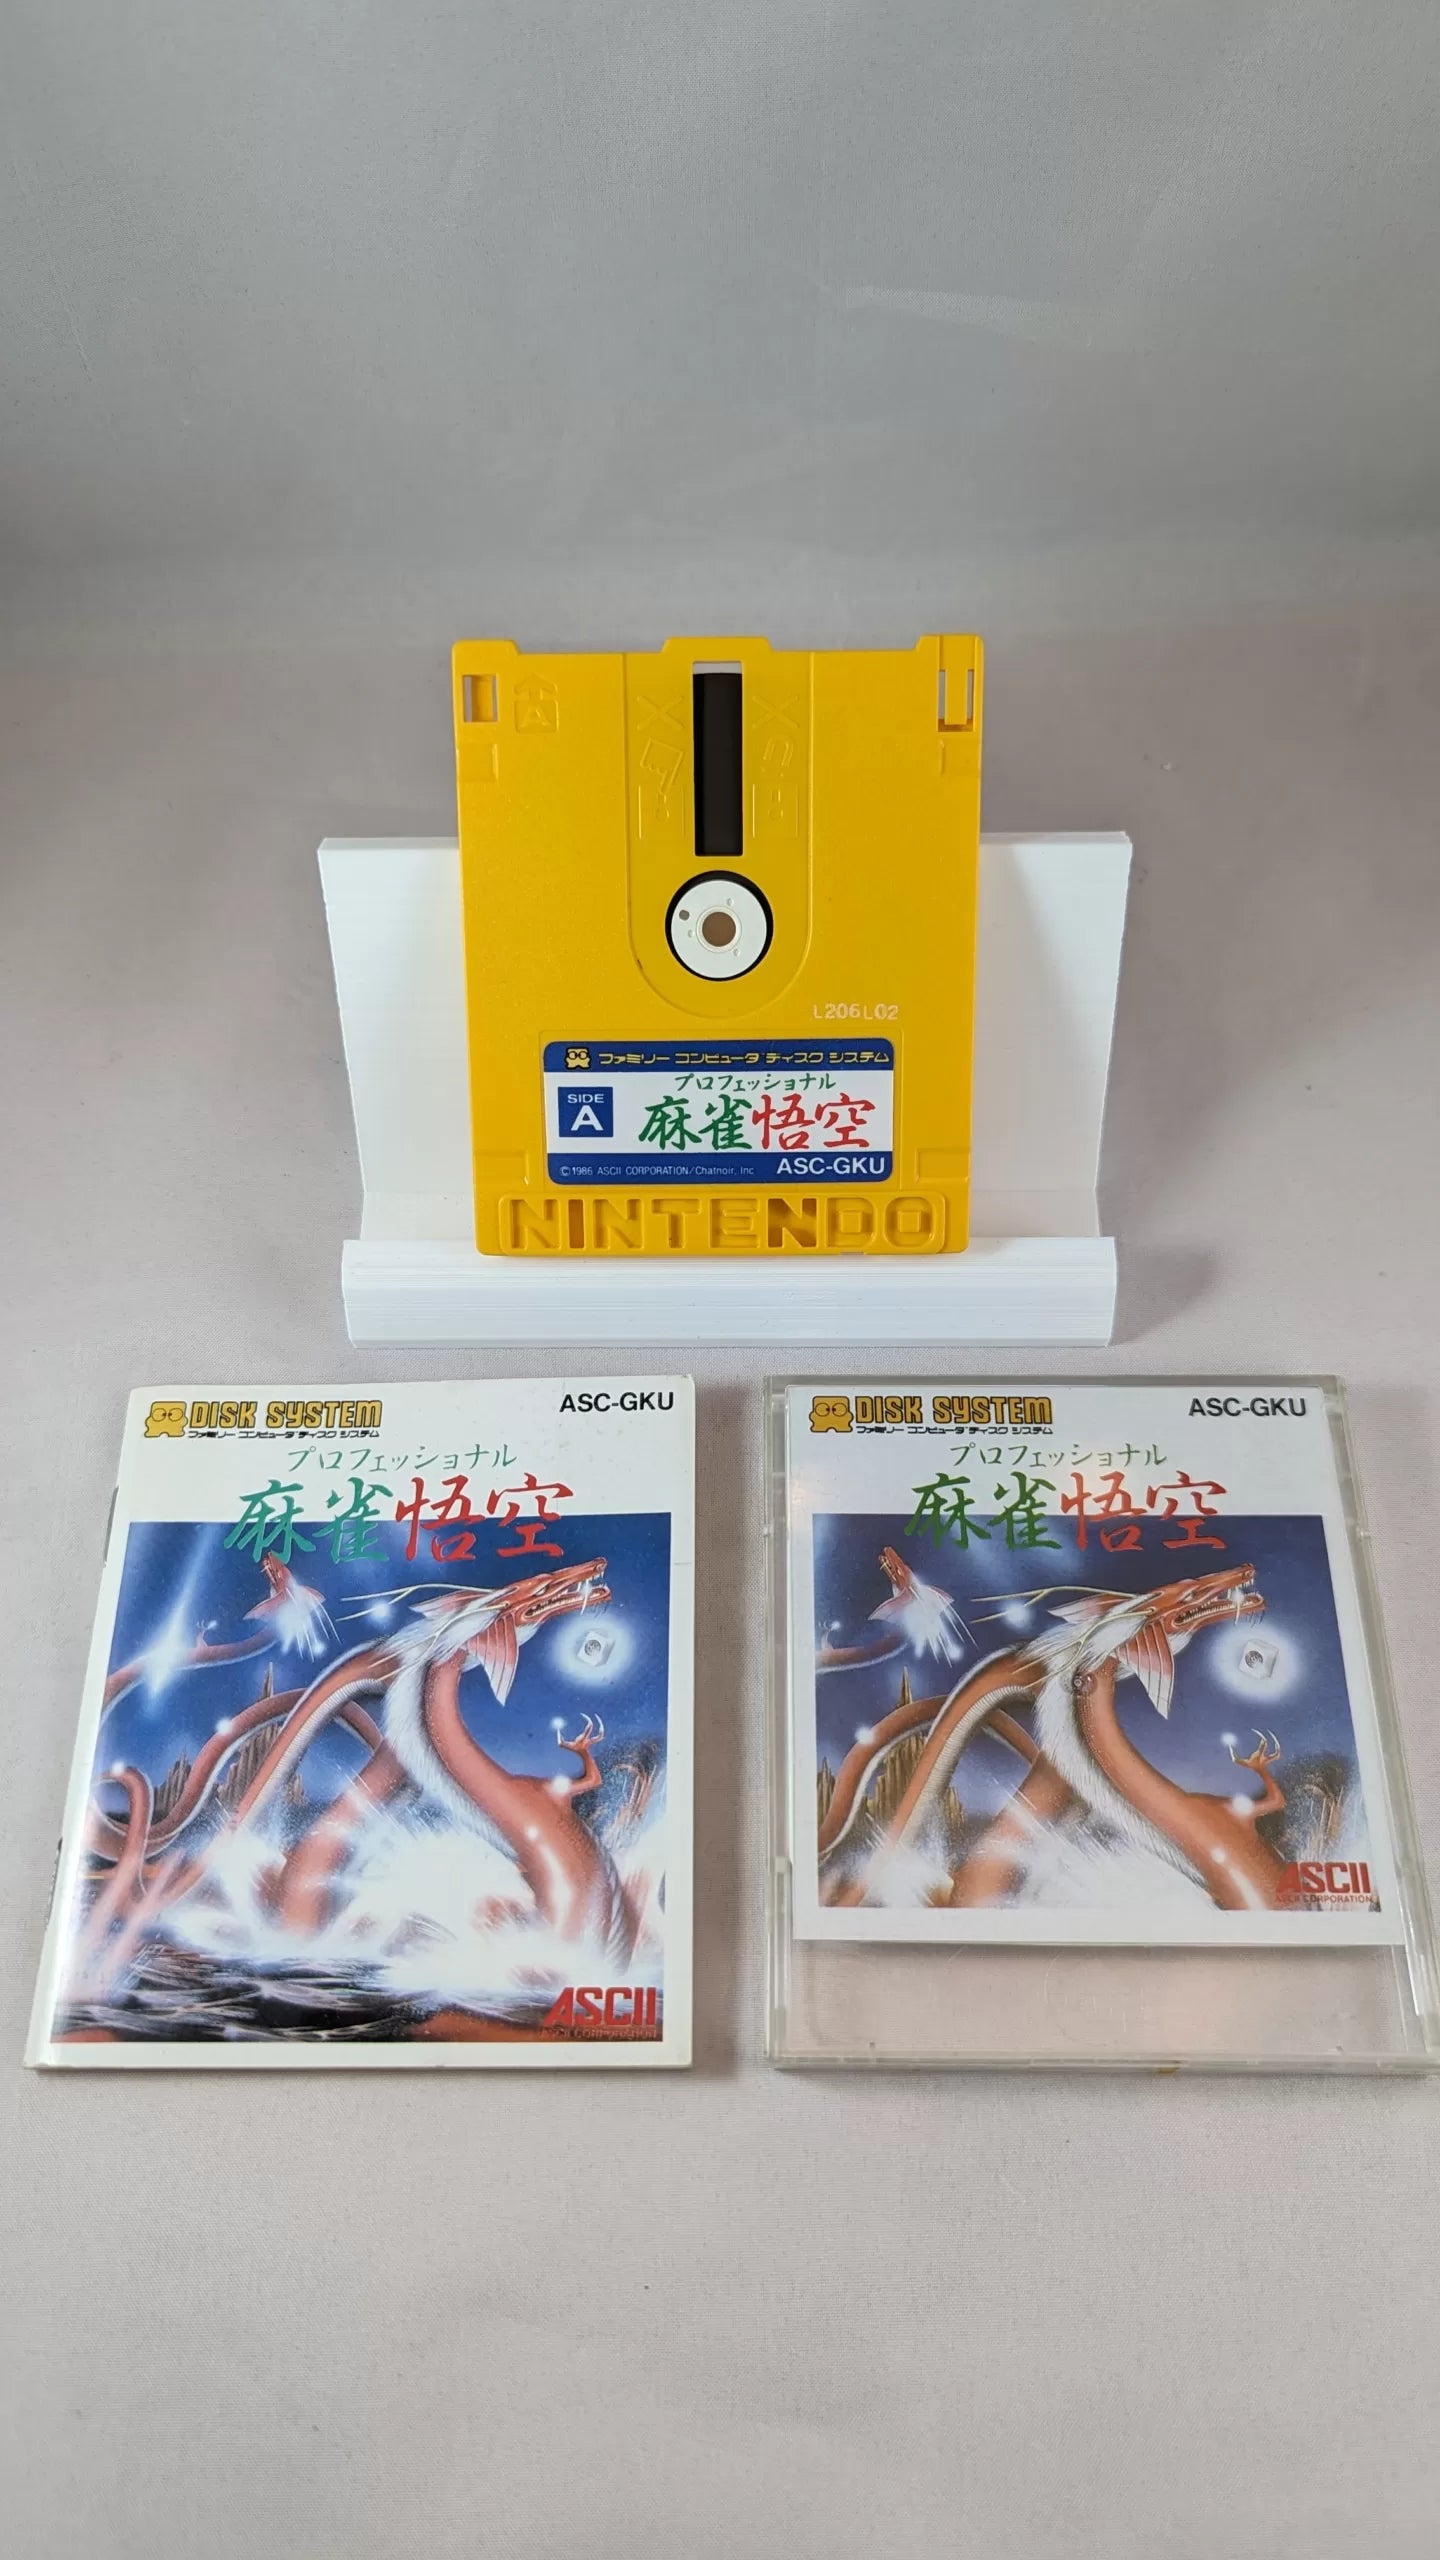 A
L206L02
ファミリー コンピュータ ディスク システム
SIDE
A
プロフェッショナル
麻雀悟空
©1986 ASCII CORPORATION/Chatnoir, Inc
ASC-GKU
NINTENDO
DISK SYSTEM
ファミリー コンピュータ ディスク システム
ASC-GKU
プロフェッショナル
麻雀悟空
ASCII
ASCII CORPORATION
DISK SYSTEM
ファミリー コンピュータ ディスク システム
ASC-GKU
プロフェッショナル
麻雀悟空
ASCII
ASCII CORPORATION